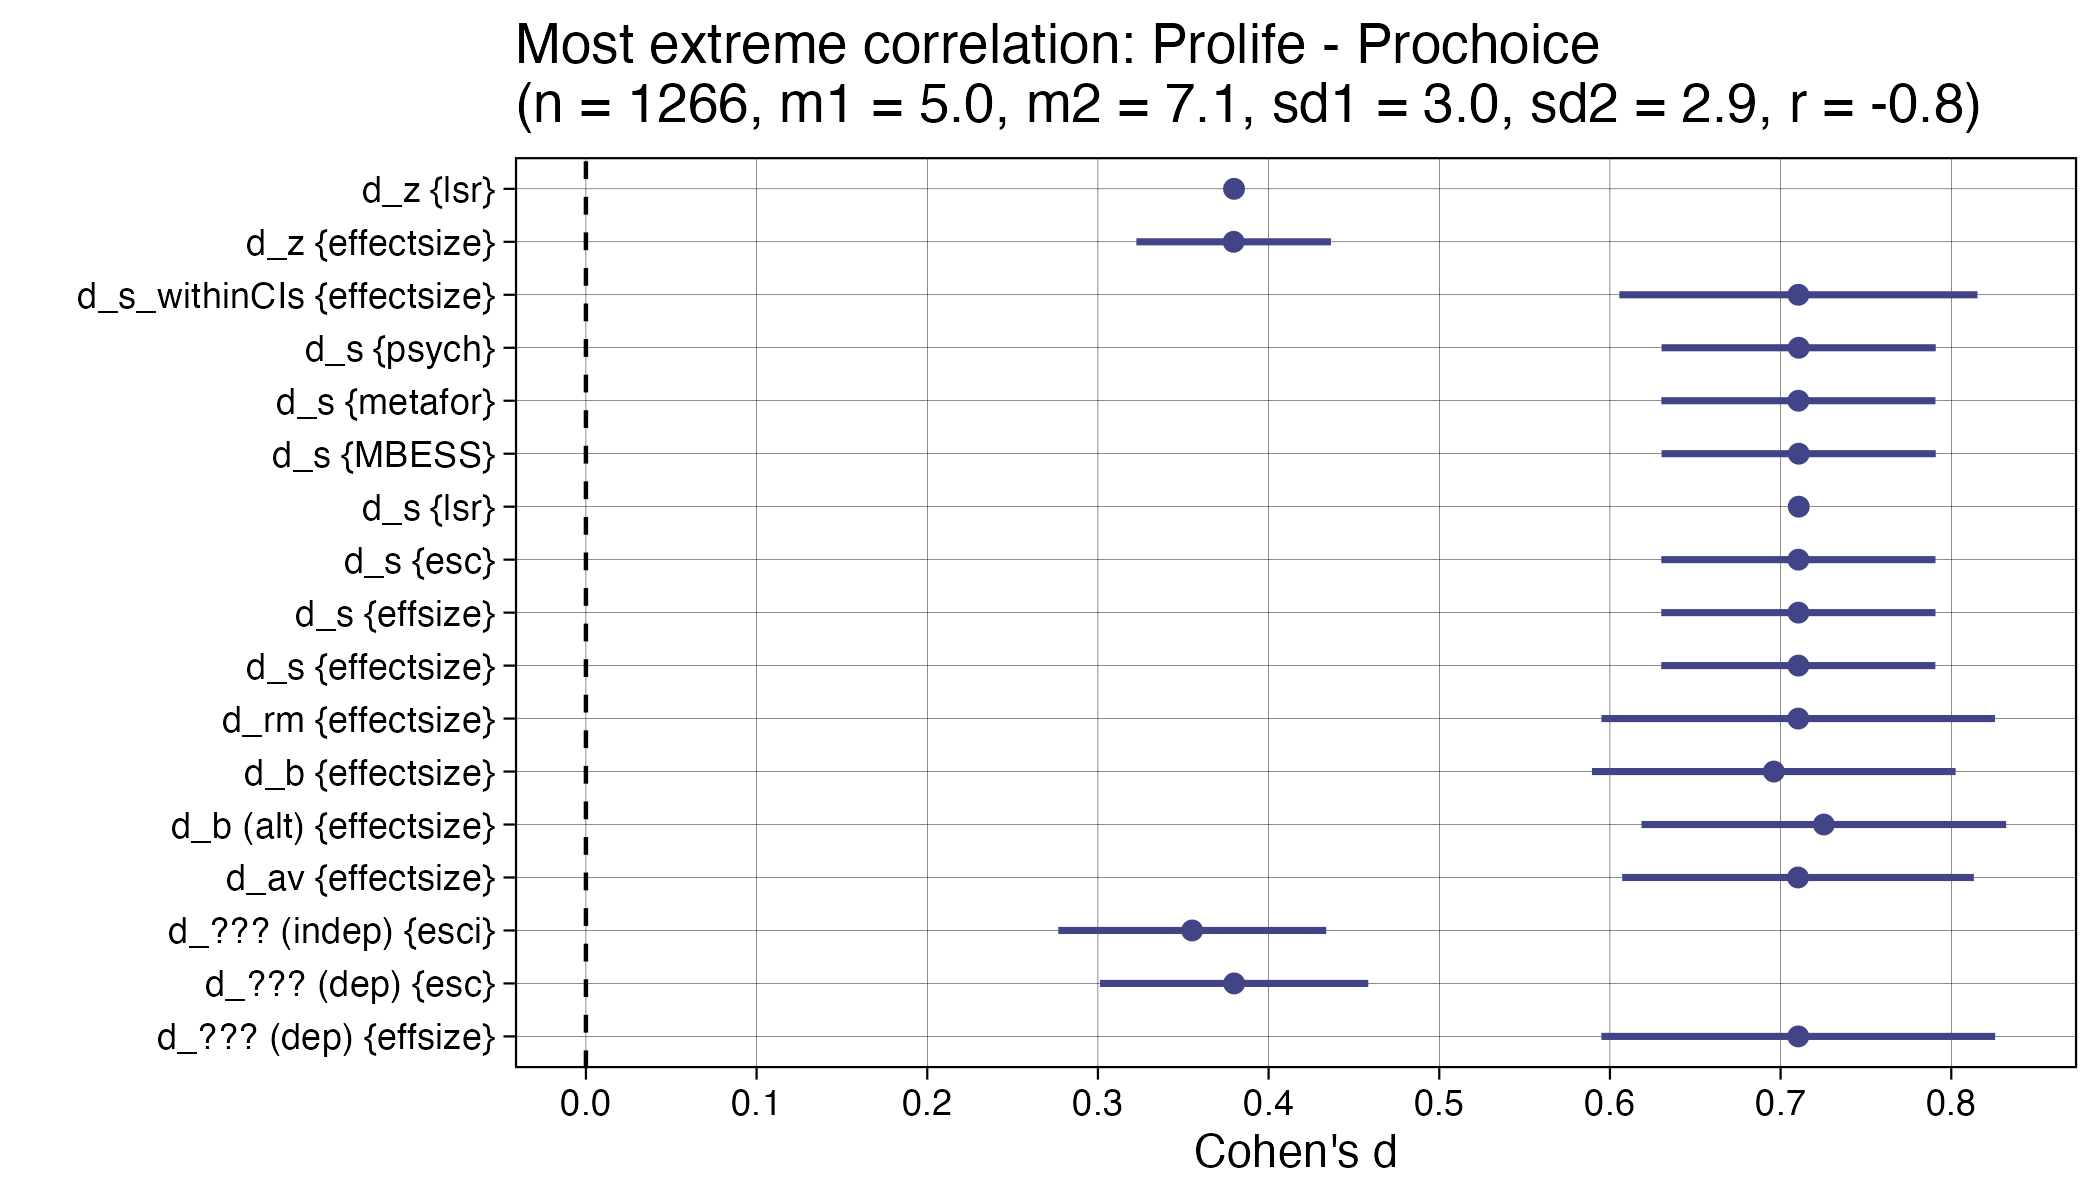 Most extreme correlation: Prolife - Prochoice
(n = 1266, m1 = 5.0, m2 = 7.1, sd1 = 3.0, sd2 = 2.9, r = -0.8)
d_z {lsr}
d_z {effectsize}
d_s_withinCIs {effectsize}
d_s {psych}
d_s {metafor}
d_s {MBESS}
d_s {lsr}
d_s {esc}
d_s {effsize}
d_s {effectsize}
d_rm {effectsize}
d_b {effectsize}
d_b (alt) {effectsize}
d_av {effectsize}
d_??? (indep) {esci}
d_??? (dep) {esc}
d_??? (dep) {effsize}
0.0 0.1 0.2 0.3 0.4 0.5 0.6 0.7 0.8
Cohen's d